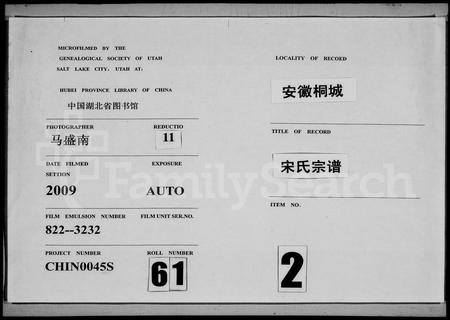 MICROFILMED BY THE
GENEALOGICAL SOCIETY OF UTAH
SALT LAKE CITY, UTAH AT:
HUBEI PROVINCE LIBRARY OF CHINA
中国湖北省图书馆
PHOTOGRAPHER REDUCTIO
马盛南 11
DATE FILMED EXPOSURE
SETTION
2009 AUTO
FILM EMULSION NUMBER FILM UNIT SER.NO.
822--3232
PROJECT NUMBER ROLL NUMBER
CHIN0045S 61
LOCALITY OF RECORD
安徽桐城
TITLE OF RECORD
宋氏宗谱
ITEM NO.
2
FamilySearch